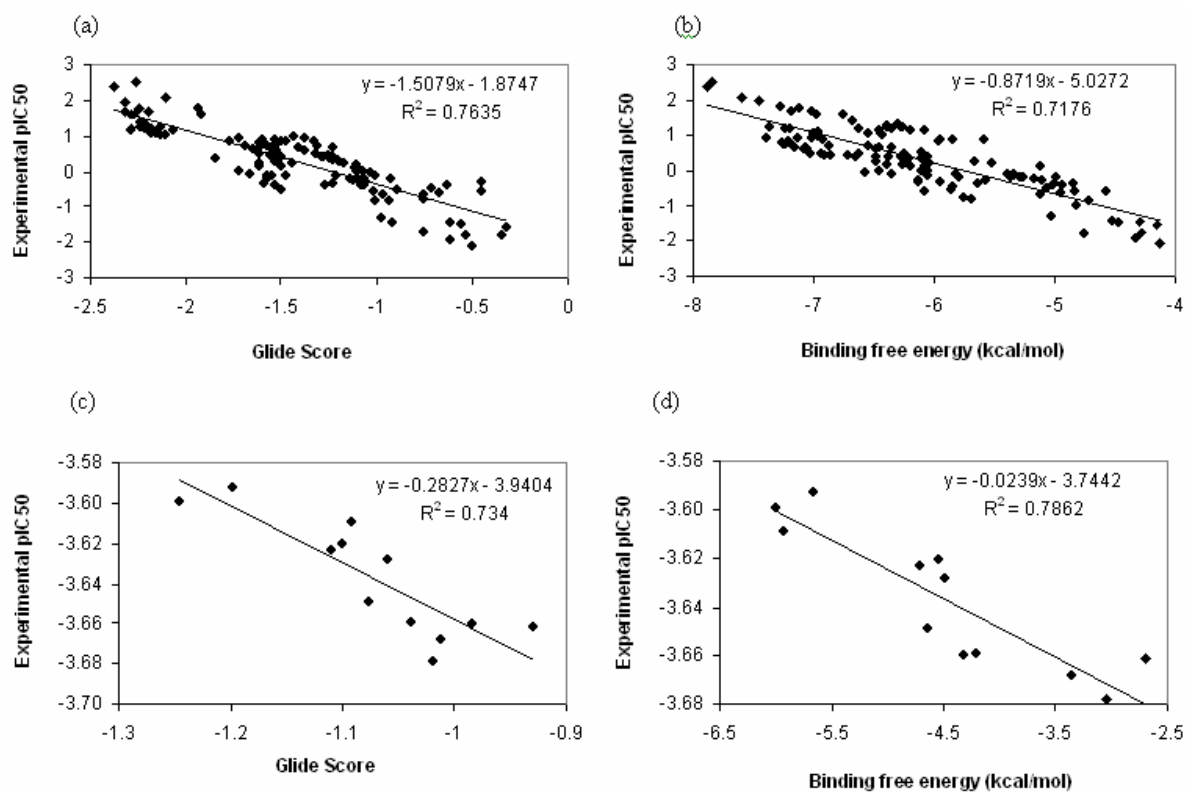 (a)
(b)
Experimental pIC50
3
2
1
0
-1
-2
-3
y = -1.5079x - 1.8747
R² = 0.7635
-2.5 -2 -1.5 -1 -0.5 0
Glide Score
Experimental pIC50
3
2
1
0
-1
-2
-3
y = -0.8719x - 5.0272
R² = 0.7176
-8 -7 -6 -5 -4
Binding free energy (kcal/mol)
(c)
(d)
Experimental pIC50
-3.58
-3.60
-3.62
-3.64
-3.66
-3.68
-3.70
y = -0.2827x - 3.9404
R² = 0.734
-1.3 -1.2 -1.1 -1 -0.9
Glide Score
Experimental pIC50
-3.58
-3.60
-3.62
-3.64
-3.66
-3.68
y = -0.0239x - 3.7442
R² = 0.7862
-6.5 -5.5 -4.5 -3.5 -2.5
Binding free energy (kcal/mol)